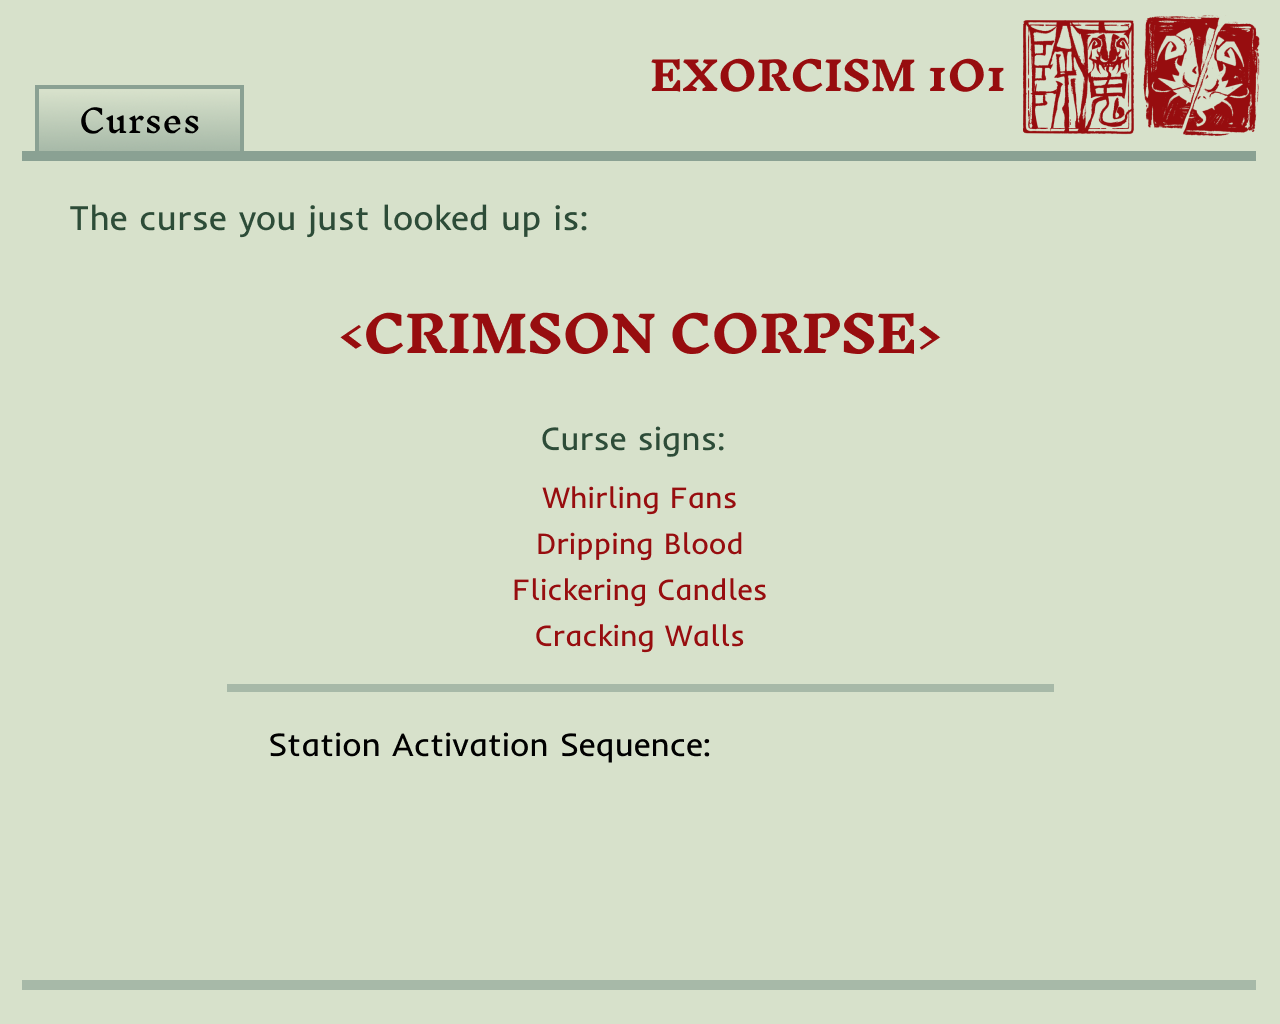 EXORCISM 101
Curses
The curse you just looked up is:
<CRIMSON CORPSE>
Curse signs:
Whirling Fans
Dripping Blood
Flickering Candles
Cracking Walls
Station Activation Sequence: